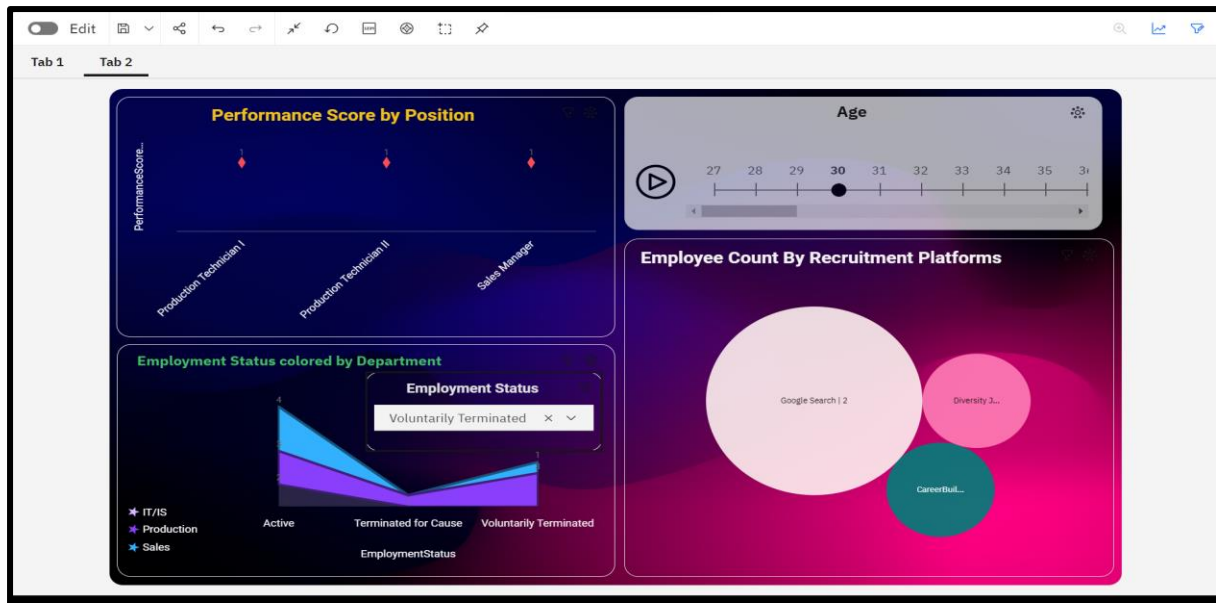 Edit
Tab 1 Tab 2
Performance Score by Position
PerformanceScore...
1 1 1
Production Technician I
Production Technician II
Sales Manager
Age
27 28 29 30 31 32 33 34 35
Employee Count By Recruitment Platforms
Google Search | 2
Diversity J...
CareerBuil...
Employment Status colored by Department
Employment Status
Voluntarily Terminated
4
1
IT/IS
Production
Sales
Active Terminated for Cause Voluntarily Terminated
EmploymentStatus